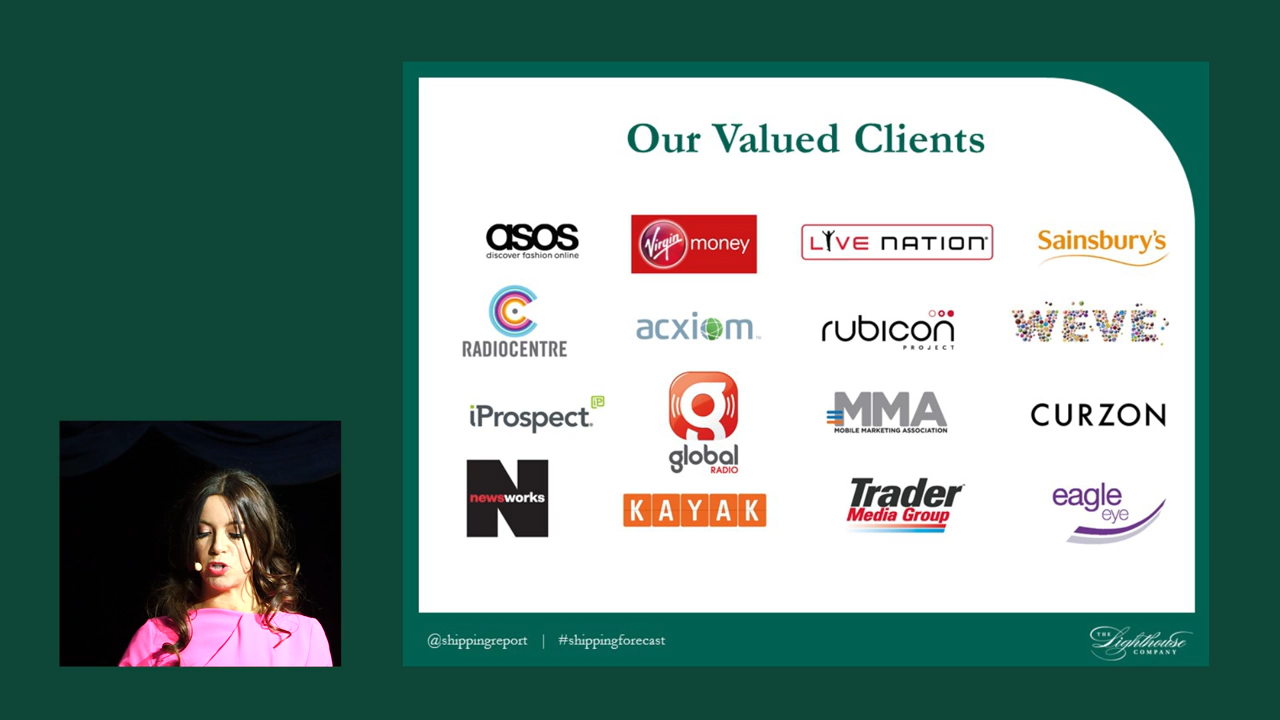 Our Valued Clients
asos
discover fashion online
Virgin money
LIVE NATION
Sainsbury's
RADIOCENTRE
acxiom
rubicon
PROJECT
WEVE
iProspect
iP
global
RADIO
MMA
MOBILE MARKETING ASSOCIATION
CURZON
N
newsworks
KAYAK
Trader
Media Group
eagle
eye
@shippingreport | #shippingforecast
THE
Lighthouse
COMPANY